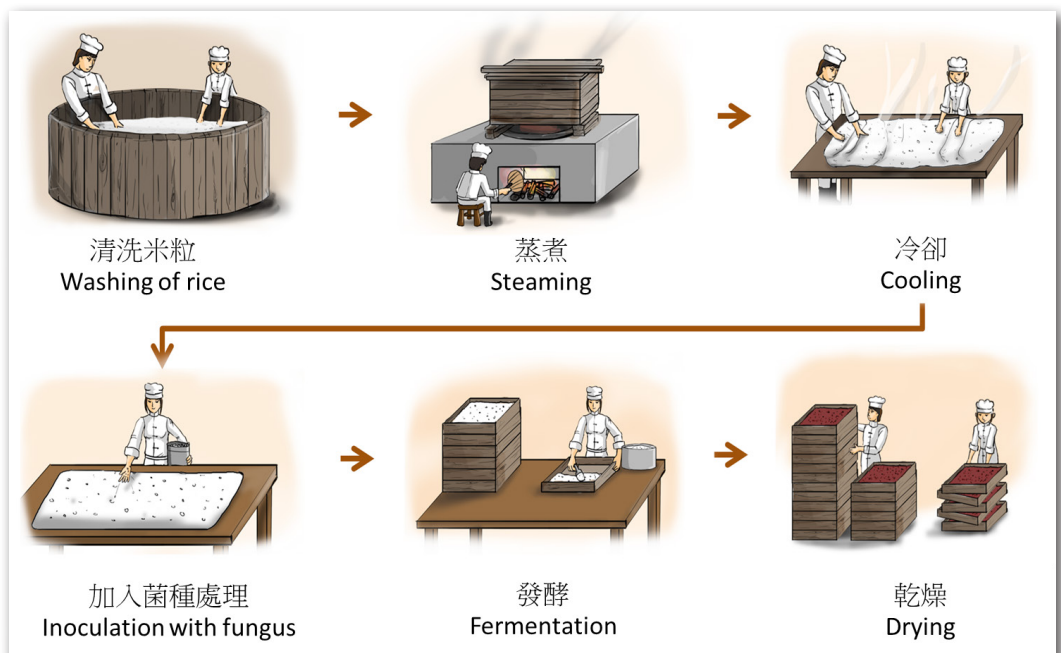 清洗米粒
Washing of rice
蒸煮
Steaming
冷卻
Cooling
加入菌種處理
Inoculation with fungus
發酵
Fermentation
乾燥
Drying